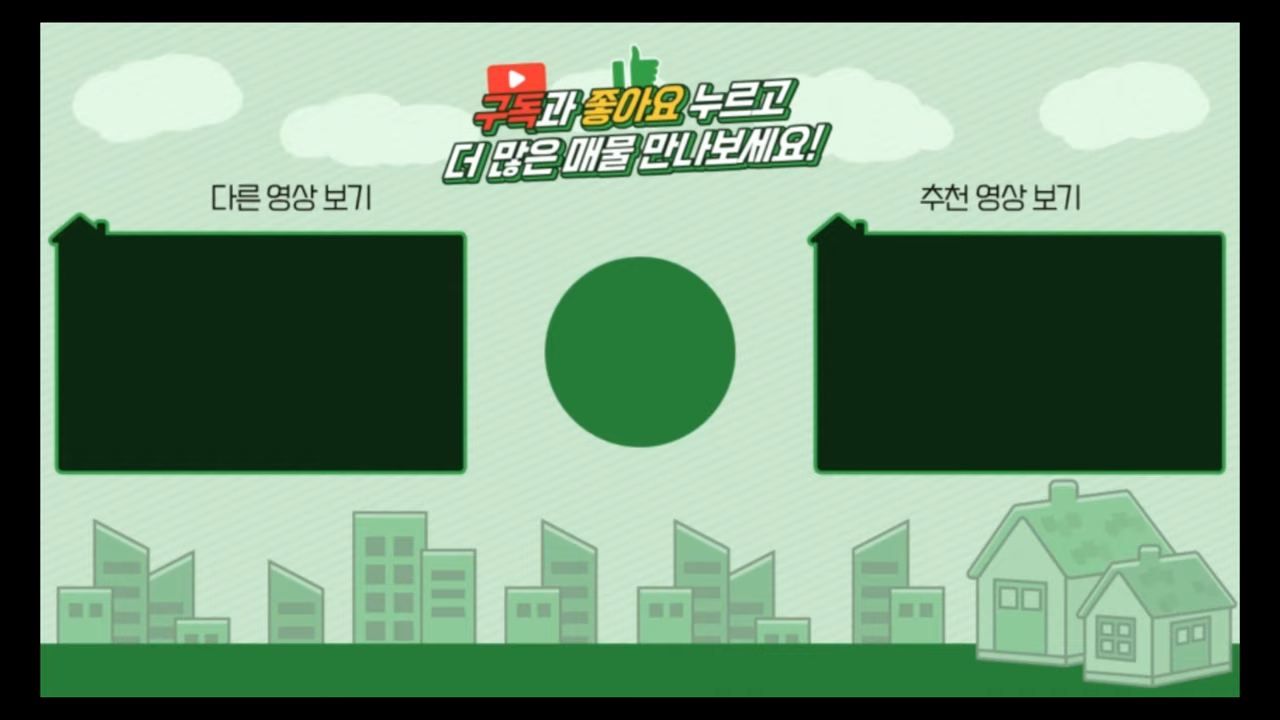 구독과 좋아요 누르고
더 많은 매물 만나보세요!
다른 영상 보기
추천 영상 보기